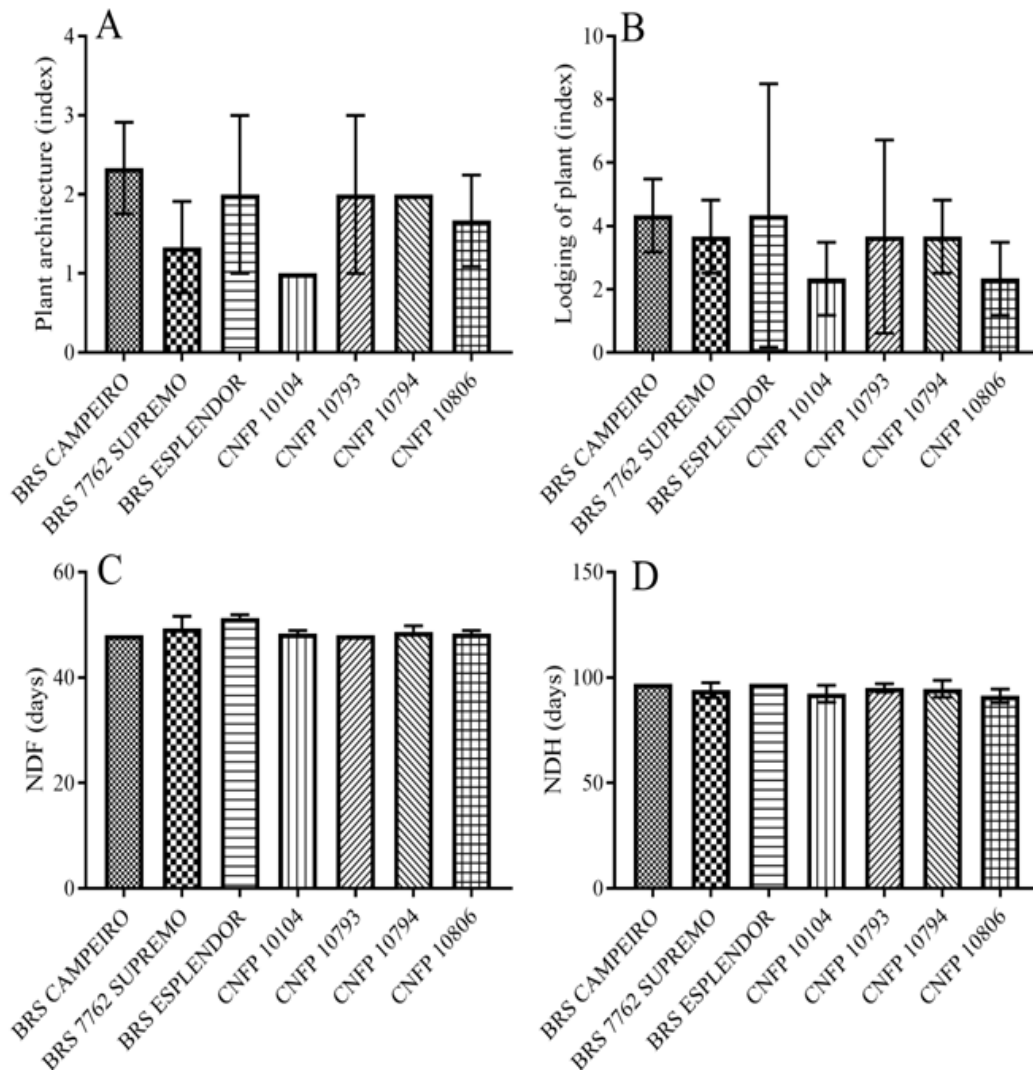 A
Plant architecture (index)
4
3
2
1
0
BRS CAMPEIRO
BRS 7762 SUPREMO
BRS ESPLENDOR
CNFP 10104
CNFP 10793
CNFP 10794
CNFP 10806
B
Lodging of plant (index)
10
8
6
4
2
0
BRS CAMPEIRO
BRS 7762 SUPREMO
BRS ESPLENDOR
CNFP 10104
CNFP 10793
CNFP 10794
CNFP 10806
C
NDF (days)
60
40
20
0
BRS CAMPEIRO
BRS 7762 SUPREMO
BRS ESPLENDOR
CNFP 10104
CNFP 10793
CNFP 10794
CNFP 10806
D
NDH (days)
150
100
50
0
BRS CAMPEIRO
BRS 7762 SUPREMO
BRS ESPLENDOR
CNFP 10104
CNFP 10793
CNFP 10794
CNFP 10806